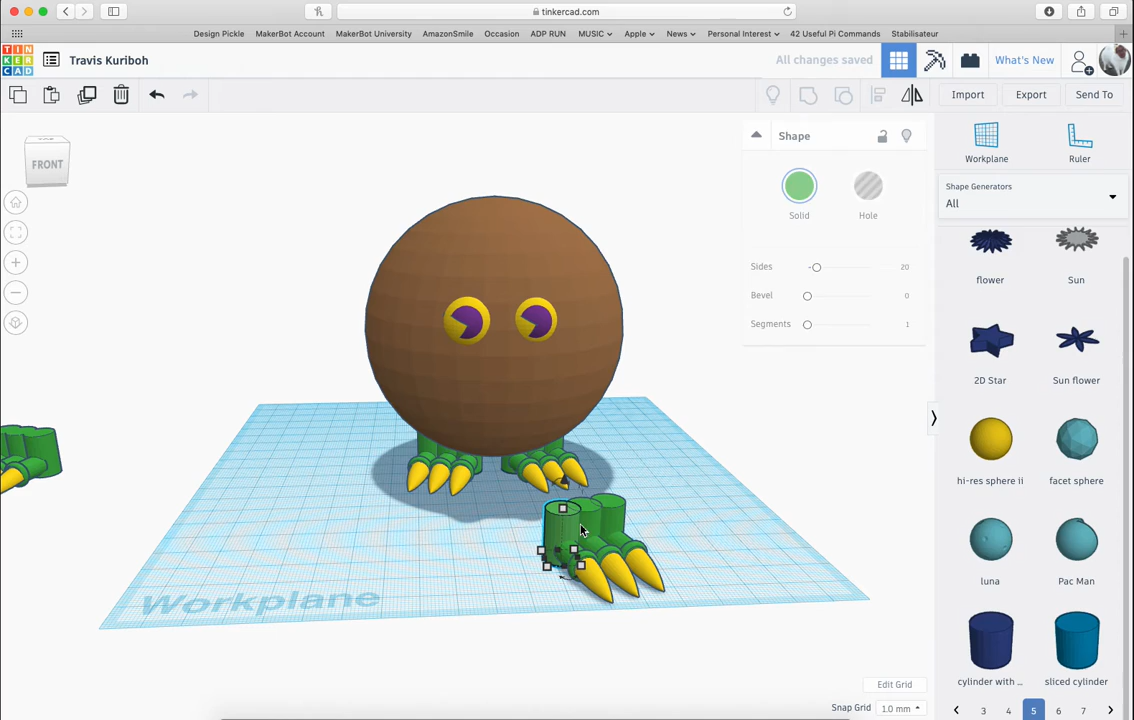 tinkercad.com
Design Pickle MakerBot Account MakerBot University AmazonSmile Occasion ADP RUN MUSIC Apple News Personal Interest 42 Useful Pi Commands Stabilisateur
TIN
KER
CAD
Travis Kuriboh
All changes saved
What's New
Import Export Send To
FRONT
Shape
Solid Hole
Sides 20
Bevel 0
Segments 1
Workplane Ruler
Shape Generators
All
flower Sun
2D Star Sun flower
hi-res sphere ii facet sphere
luna Pac Man
cylinder with ... sliced cylinder
3 4 5 6 7
Workplane
Edit Grid
Snap Grid 1.0 mm